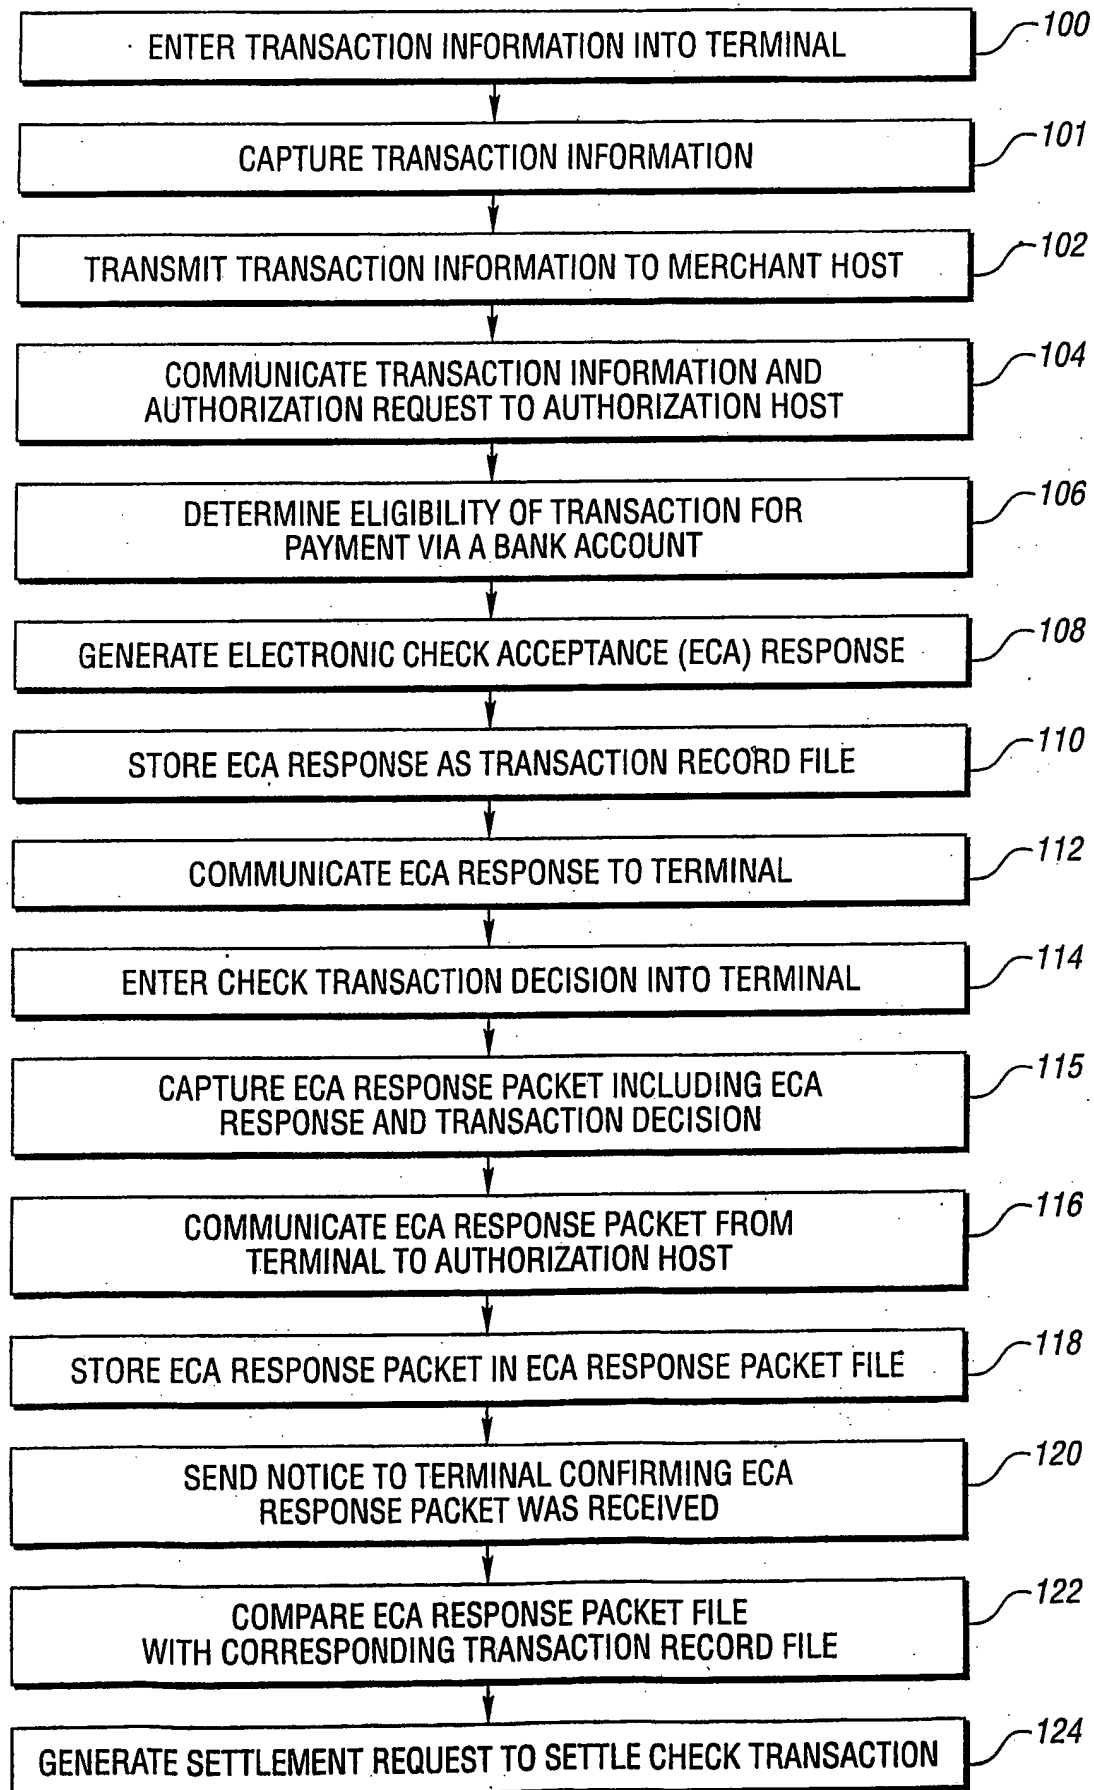 ENTER TRANSACTION INFORMATION INTO TERMINAL
100
CAPTURE TRANSACTION INFORMATION
101
TRANSMIT TRANSACTION INFORMATION TO MERCHANT HOST
102
COMMUNICATE TRANSACTION INFORMATION AND
AUTHORIZATION REQUEST TO AUTHORIZATION HOST
104
DETERMINE ELIGIBILITY OF TRANSACTION FOR
PAYMENT VIA A BANK ACCOUNT
106
GENERATE ELECTRONIC CHECK ACCEPTANCE (ECA) RESPONSE
108
STORE ECA RESPONSE AS TRANSACTION RECORD FILE
110
COMMUNICATE ECA RESPONSE TO TERMINAL
112
ENTER CHECK TRANSACTION DECISION INTO TERMINAL
114
CAPTURE ECA RESPONSE PACKET INCLUDING ECA
RESPONSE AND TRANSACTION DECISION
115
COMMUNICATE ECA RESPONSE PACKET FROM
TERMINAL TO AUTHORIZATION HOST
116
STORE ECA RESPONSE PACKET IN ECA RESPONSE PACKET FILE
118
SEND NOTICE TO TERMINAL CONFIRMING ECA
RESPONSE PACKET WAS RECEIVED
120
COMPARE ECA RESPONSE PACKET FILE
WITH CORRESPONDING TRANSACTION RECORD FILE
122
GENERATE SETTLEMENT REQUEST TO SETTLE CHECK TRANSACTION
124